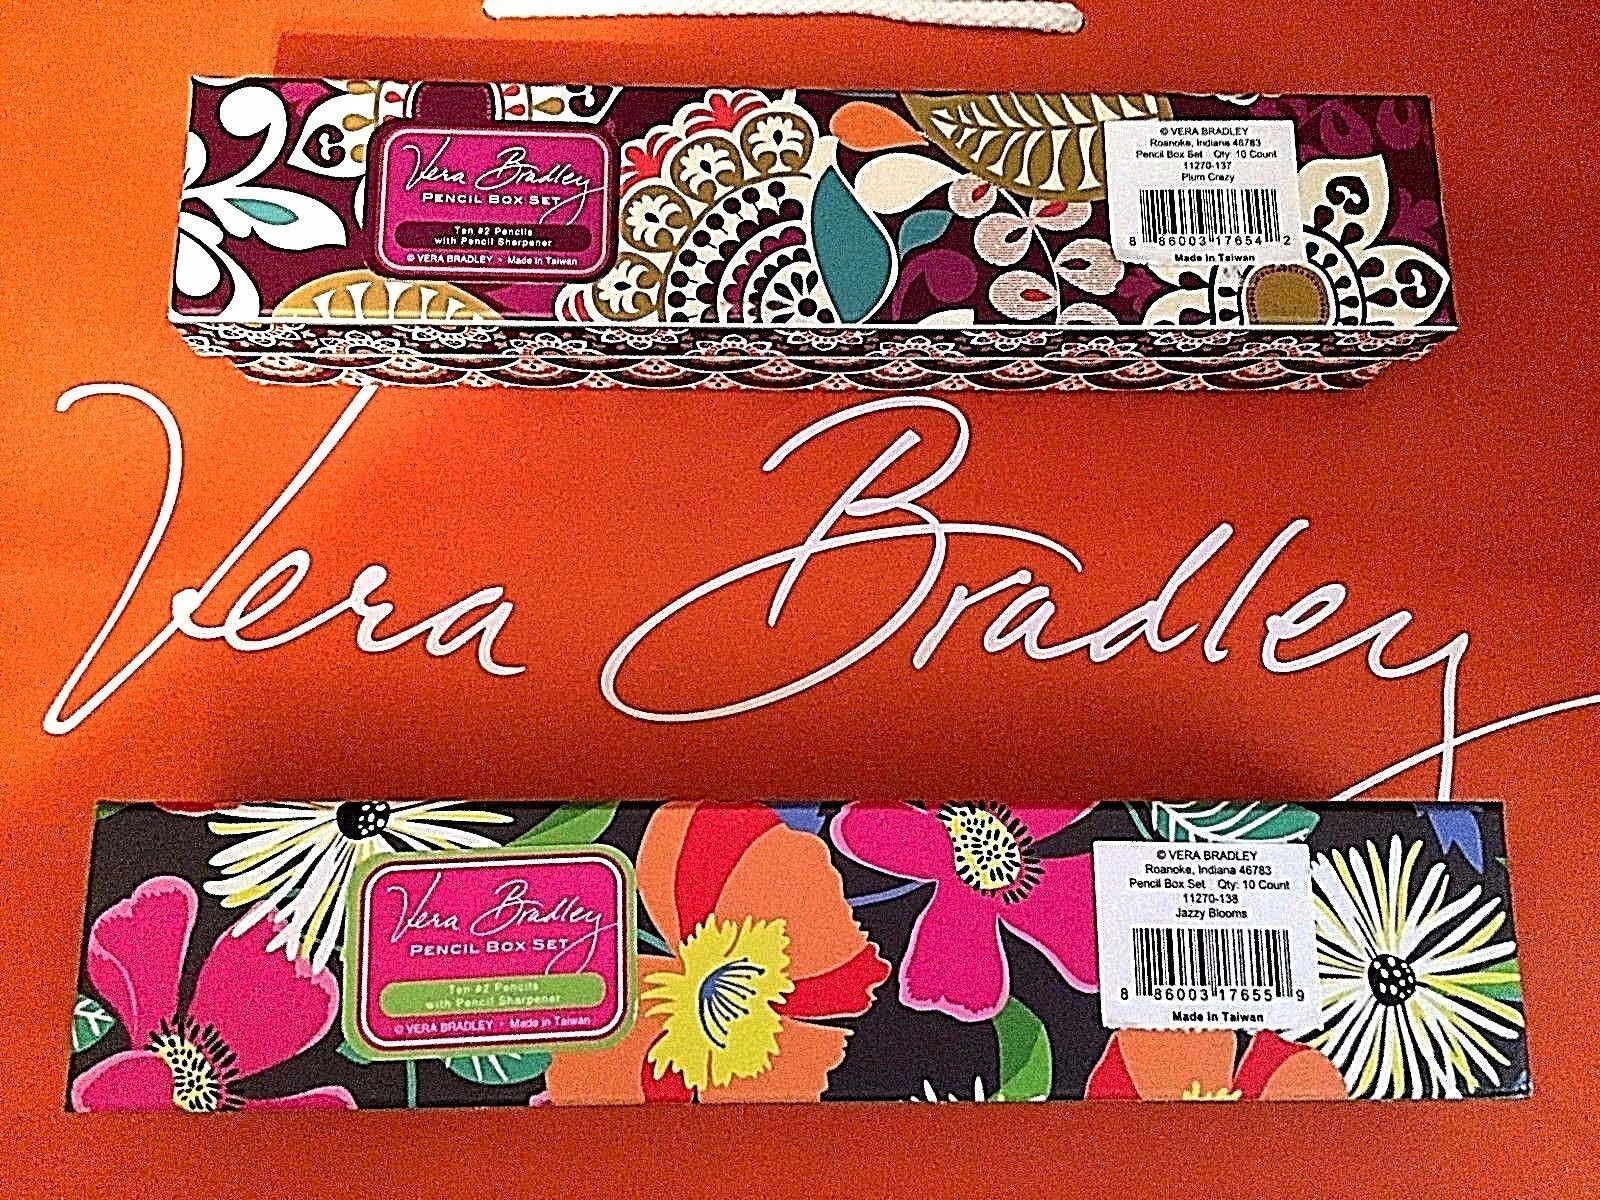 Vera Bradley
PENCIL BOX SET
Ten #2 Pencils
with Pencil Sharpener
© VERA BRADLEY • Made in Taiwan
© VERA BRADLEY
Roanoke, Indiana 46783
Pencil Box Set Qty: 10 Count
11270-137
Plum Crazy
8 86003 17654 2
Made in Taiwan
Vera Bradley
Vera Bradley
PENCIL BOX SET
Ten #2 Pencils
with Pencil Sharpener
© VERA BRADLEY • Made in Taiwan
© VERA BRADLEY
Roanoke, Indiana 46783
Pencil Box Set Qty: 10 Count
11270-138
Jazzy Blooms
8 86003 17655 9
Made in Taiwan